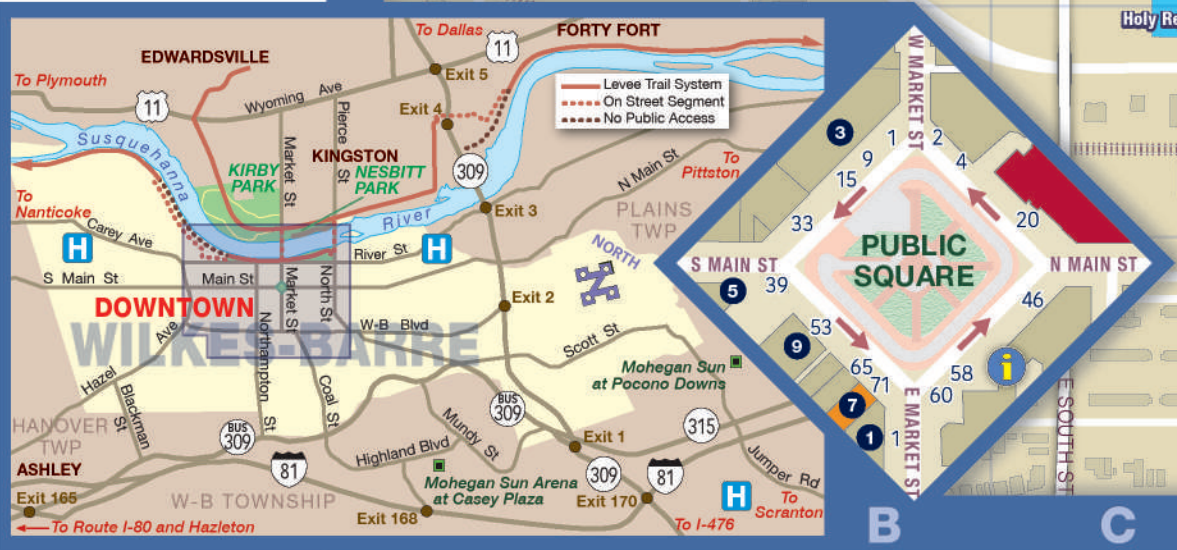 To Dallas
11
FORTY FORT
EDWARDSVILLE
To Plymouth
11
Wyoming Ave
Exit 5
Exit 4
Levee Trail System
On Street Segment
No Public Access
Susquehanna
River
Market St
Pierce St
KINGSTON
KIRBY
PARK
NESBITT
PARK
309
N Main St
To
Pittston
To
Nanticoke
Carey Ave
H
S Main St
Main St
River St
H
Exit 3
PLAINS
TWP
NORTH
N
DOWNTOWN
WILKES-BARRE
Market St
North St
Northampton St
W-B Blvd
Exit 2
Scott St
Mohegan Sun
at Pocono Downs
Hazel Ave
Blackman St
Coal St
BUS
309
Mundy St
315
HANOVER
TWP
BUS
309
81
Highland Blvd
Exit 1
309
81
Jumper Rd
ASHLEY
Exit 165
W-B TOWNSHIP
Mohegan Sun Arena
at Casey Plaza
Exit 168
Exit 170
H
To
Scranton
To Route I-80 and Hazleton
To I-476
Holy Re
W MARKET ST
3
1
2
9
4
15
20
33
PUBLIC
SQUARE
S MAIN ST
N MAIN ST
5
39
46
53
9
65
71
58
60
i
7
1
1
E MARKET ST
E SOUTH ST
B
C